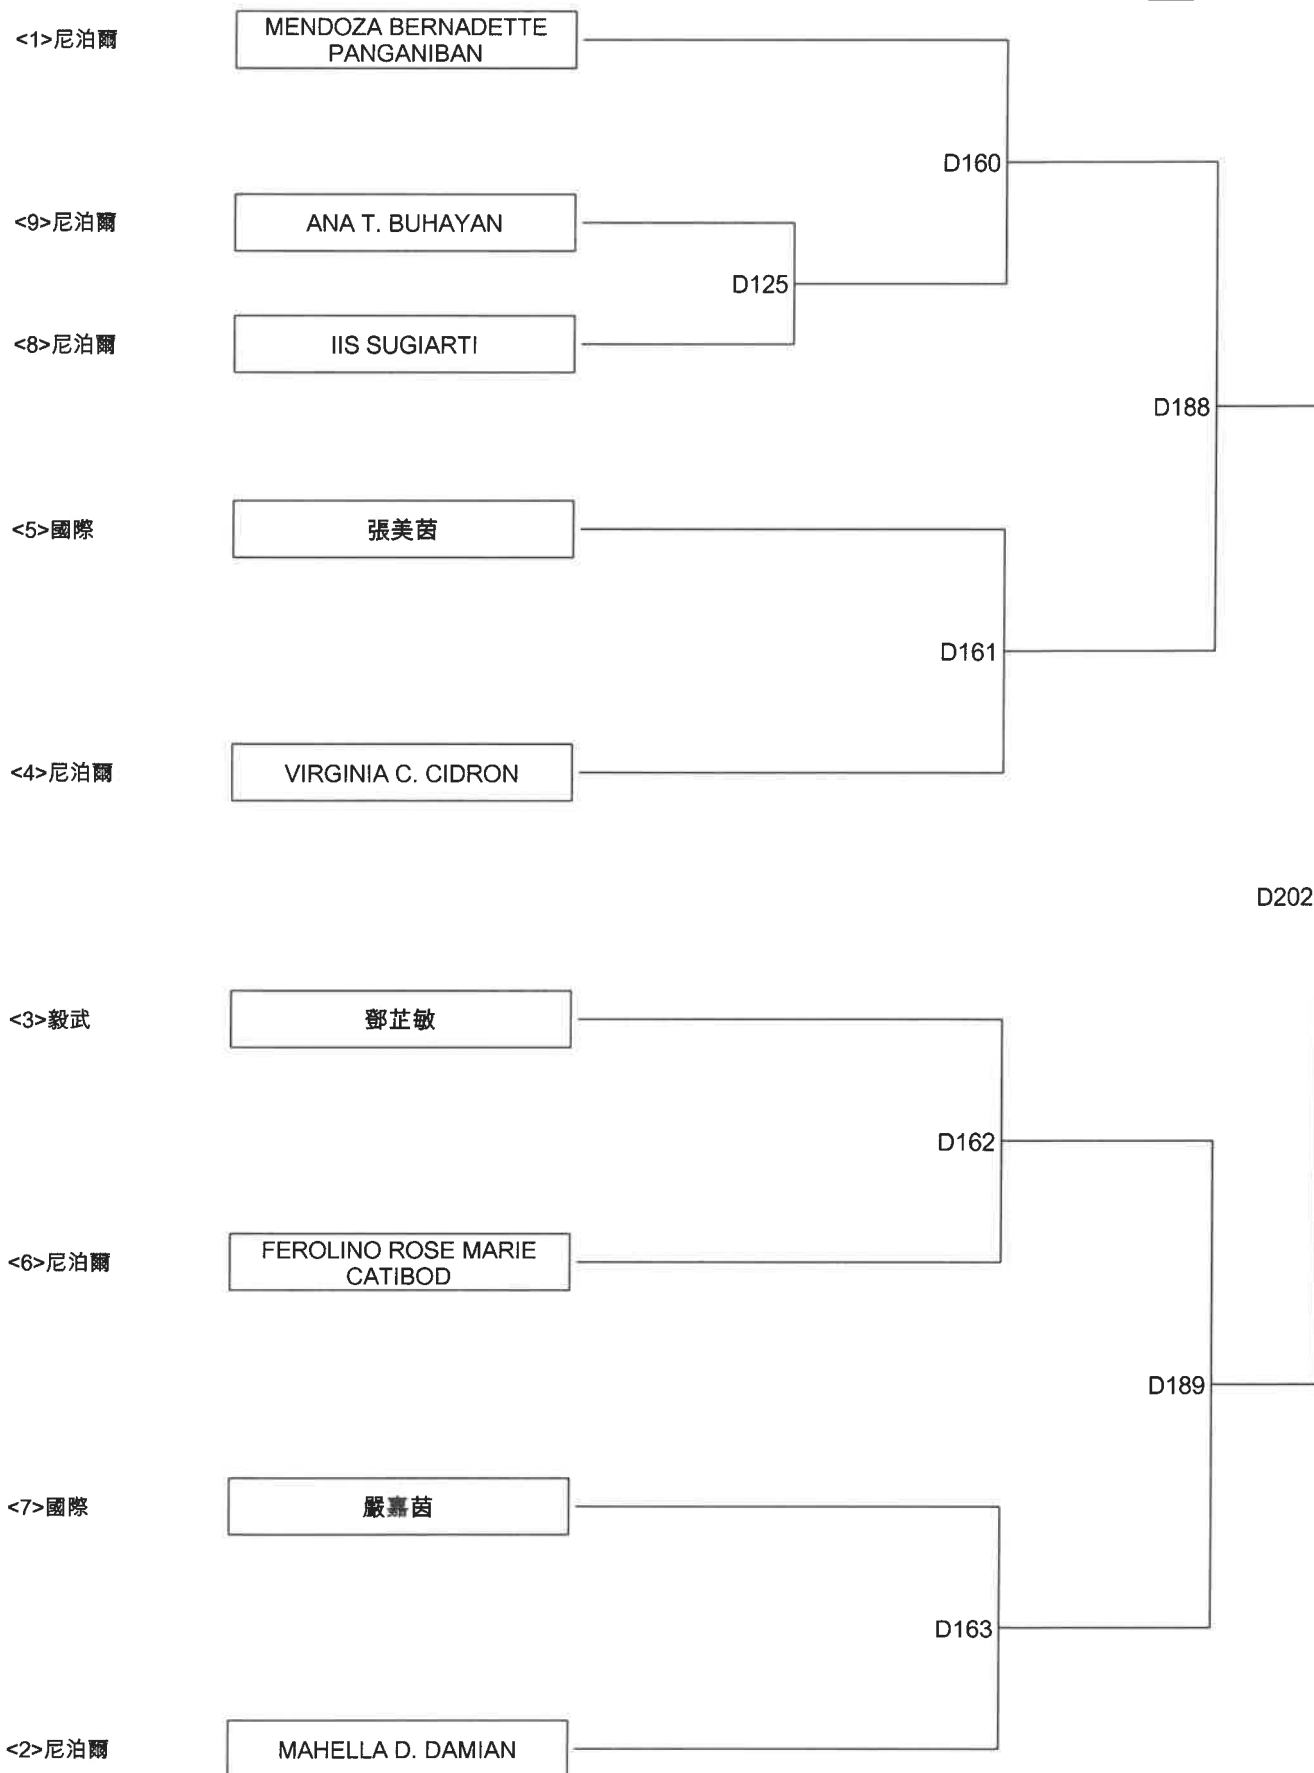 <1>尼泊爾
MENDOZA BERNADETTE
PANGANIBAN
D160
<9>尼泊爾
ANA T. BUHAYAN
D125
<8>尼泊爾
IIS SUGIARTI
D188
<5>國際
張美茵
D161
<4>尼泊爾
VIRGINIA C. CIDRON
D202
<3>毅武
鄧芷敏
D162
<6>尼泊爾
FEROLINO ROSE MARIE
CATIBOD
D189
<7>國際
嚴嘉茵
D163
<2>尼泊爾
MAHELLA D. DAMIAN